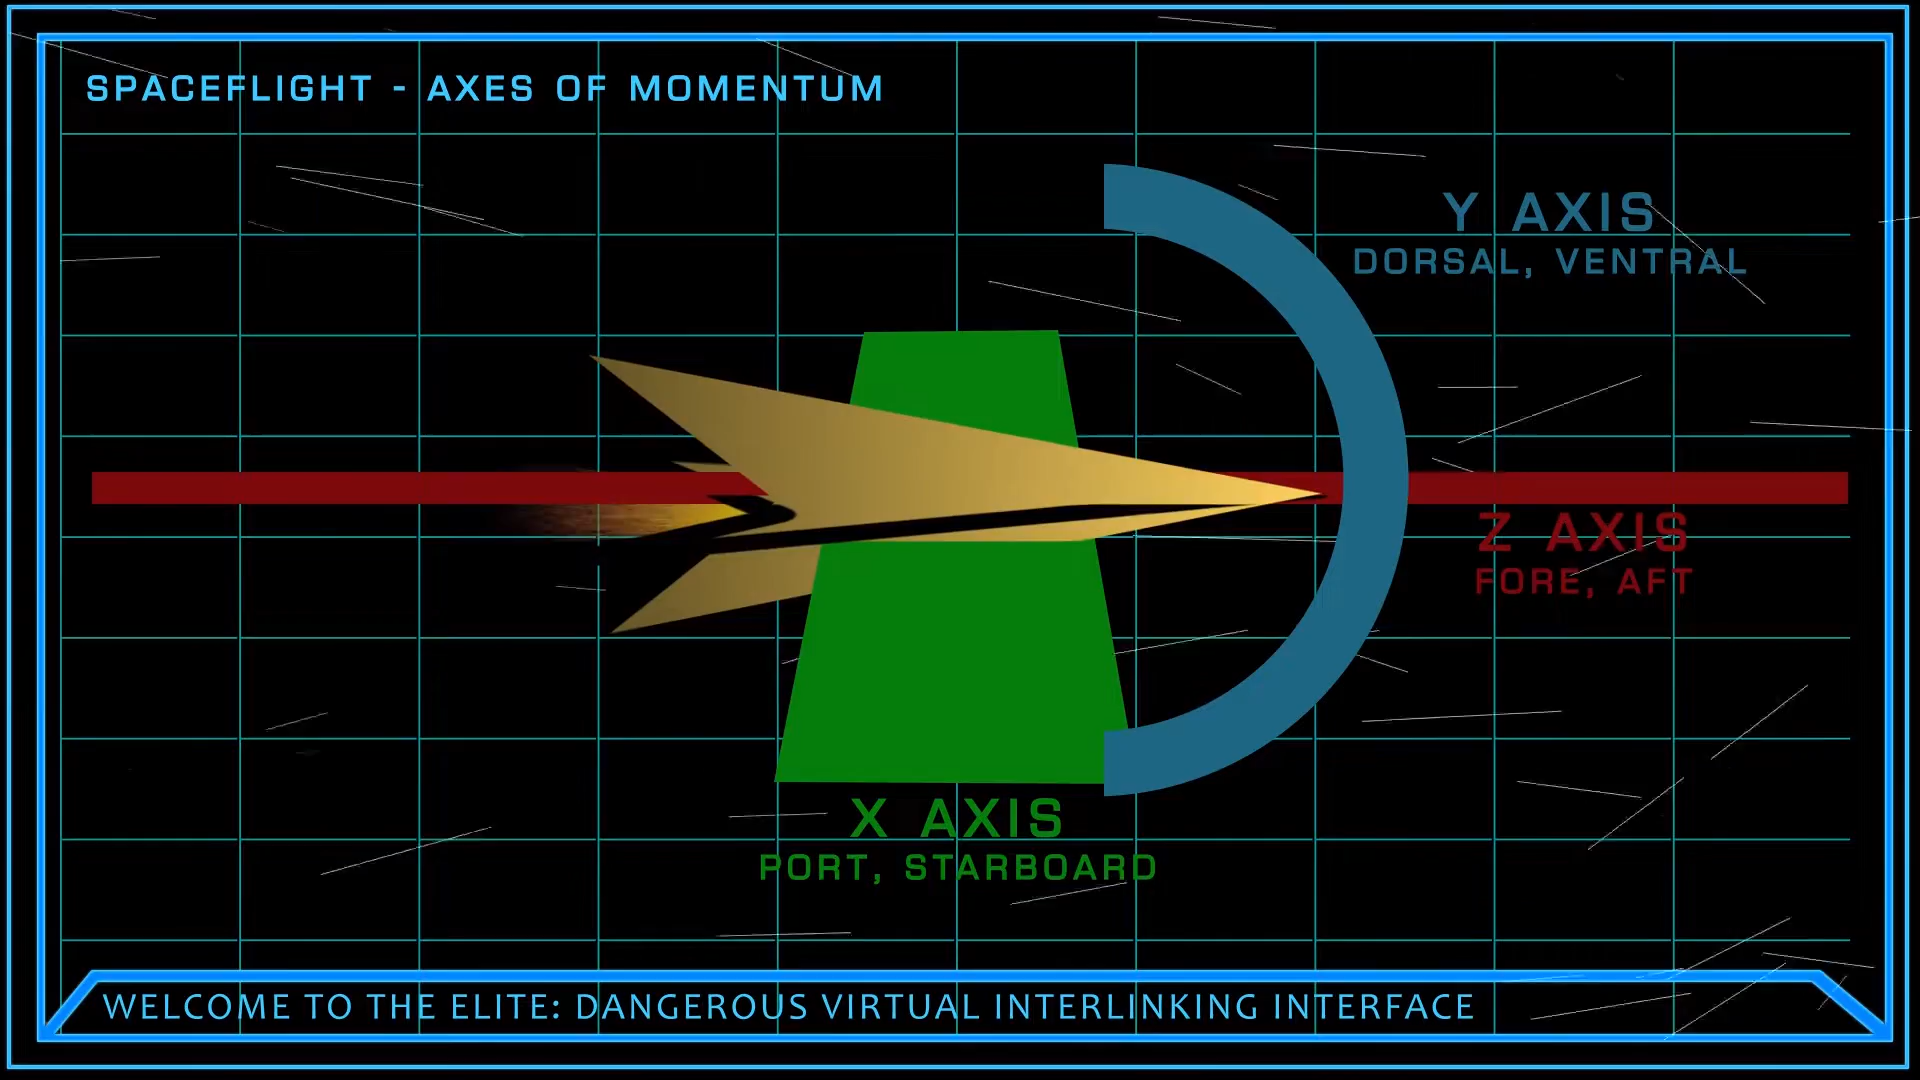 SPACEFLIGHT - AXES OF MOMENTUM
Y AXIS
DORSAL, VENTRAL
Z AXIS
FORE, AFT
X AXIS
PORT, STARBOARD
WELCOME TO THE ELITE: DANGEROUS VIRTUAL INTERLINKING INTERFACE